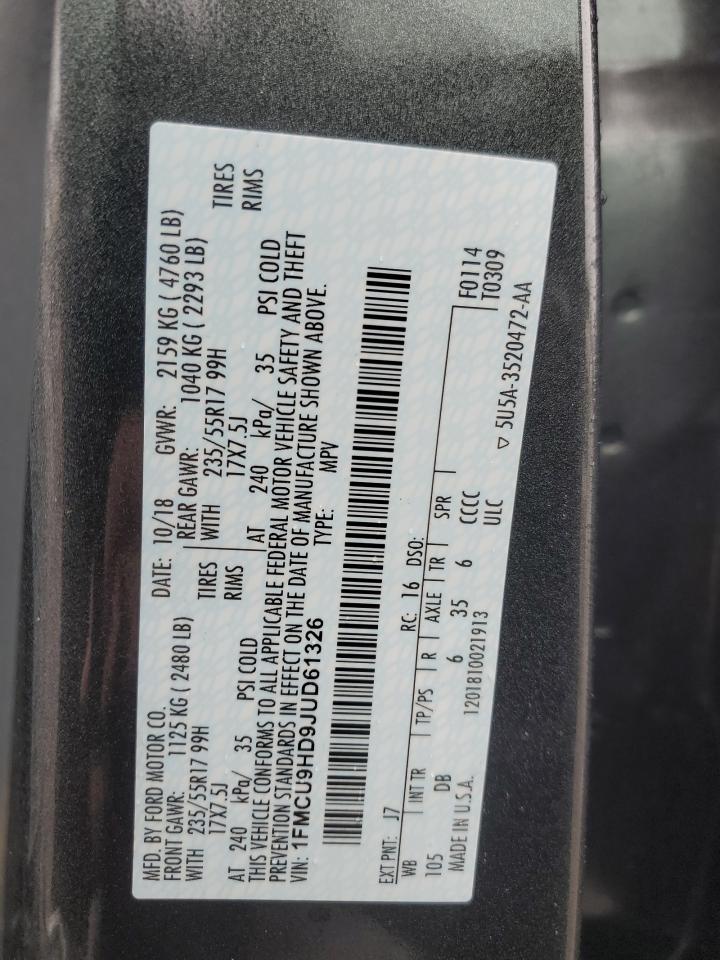 MFD. BY FORD MOTOR CO. DATE: 10/18 GVWR: 2159 KG ( 4760 LB)
FRONT GAWR: 1125 KG ( 2480 LB) REAR GAWR: 1040 KG ( 2293 LB)
WITH 235/55R17 99H TIRES WITH 235/55R17 99H TIRES
17X7.5J RIMS 17X7.5J RIMS
AT 240 kPa/ 35 PSI COLD AT 240 kPa/ 35 PSI COLD
THIS VEHICLE CONFORMS TO ALL APPLICABLE FEDERAL MOTOR VEHICLE SAFETY AND THEFT
PREVENTION STANDARDS IN EFFECT ON THE DATE OF MANUFACTURE SHOWN ABOVE.
VIN: 1FMCU9HD9JUD61326 TYPE: MPV
EXT PNT: J7 RC: 16 DSO: F0114
WB INT TR TP/PS R AXLE TR SPR T0309
105 DB 6 35 6 CCCC ▽ 5U5A-3520472-AA
MADE IN U.S.A. 1201810021913 ULC